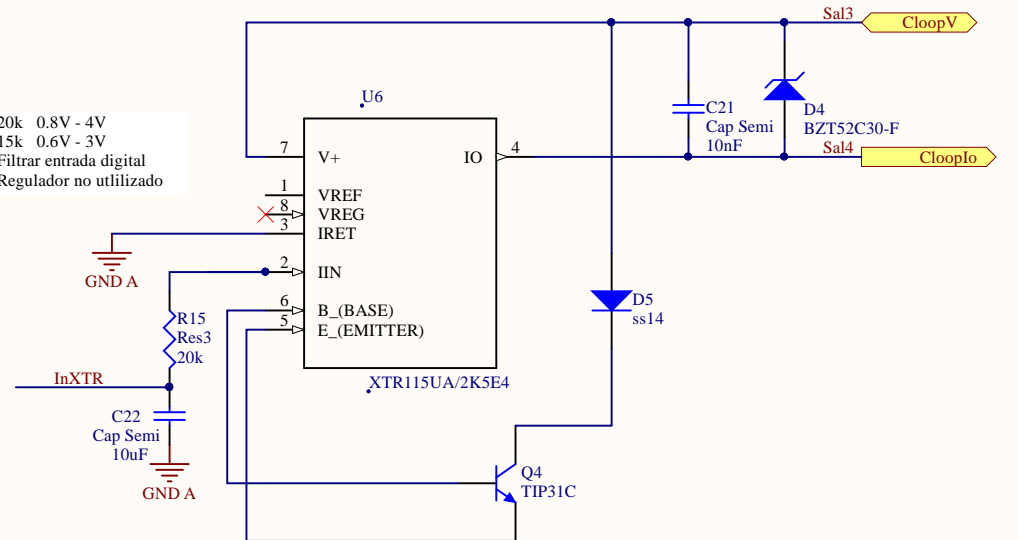 Sal3
CloopV
U6
20k 0.8V - 4V
15k 0.6V - 3V
Filtrar entrada digital
Regulador no utlilizado
C21
Cap Semi
10nF
D4
BZT52C30-F
7
V+
IO
4
Sal4
CloopIo
1
VREF
8
VREG
3
IRET
GND A
2
IIN
6
B_(BASE)
5
E_(EMITTER)
D5
ss14
R15
Res3
20k
XTR115UA/2K5E4
InXTR
C22
Cap Semi
10uF
GND A
Q4
TIP31C